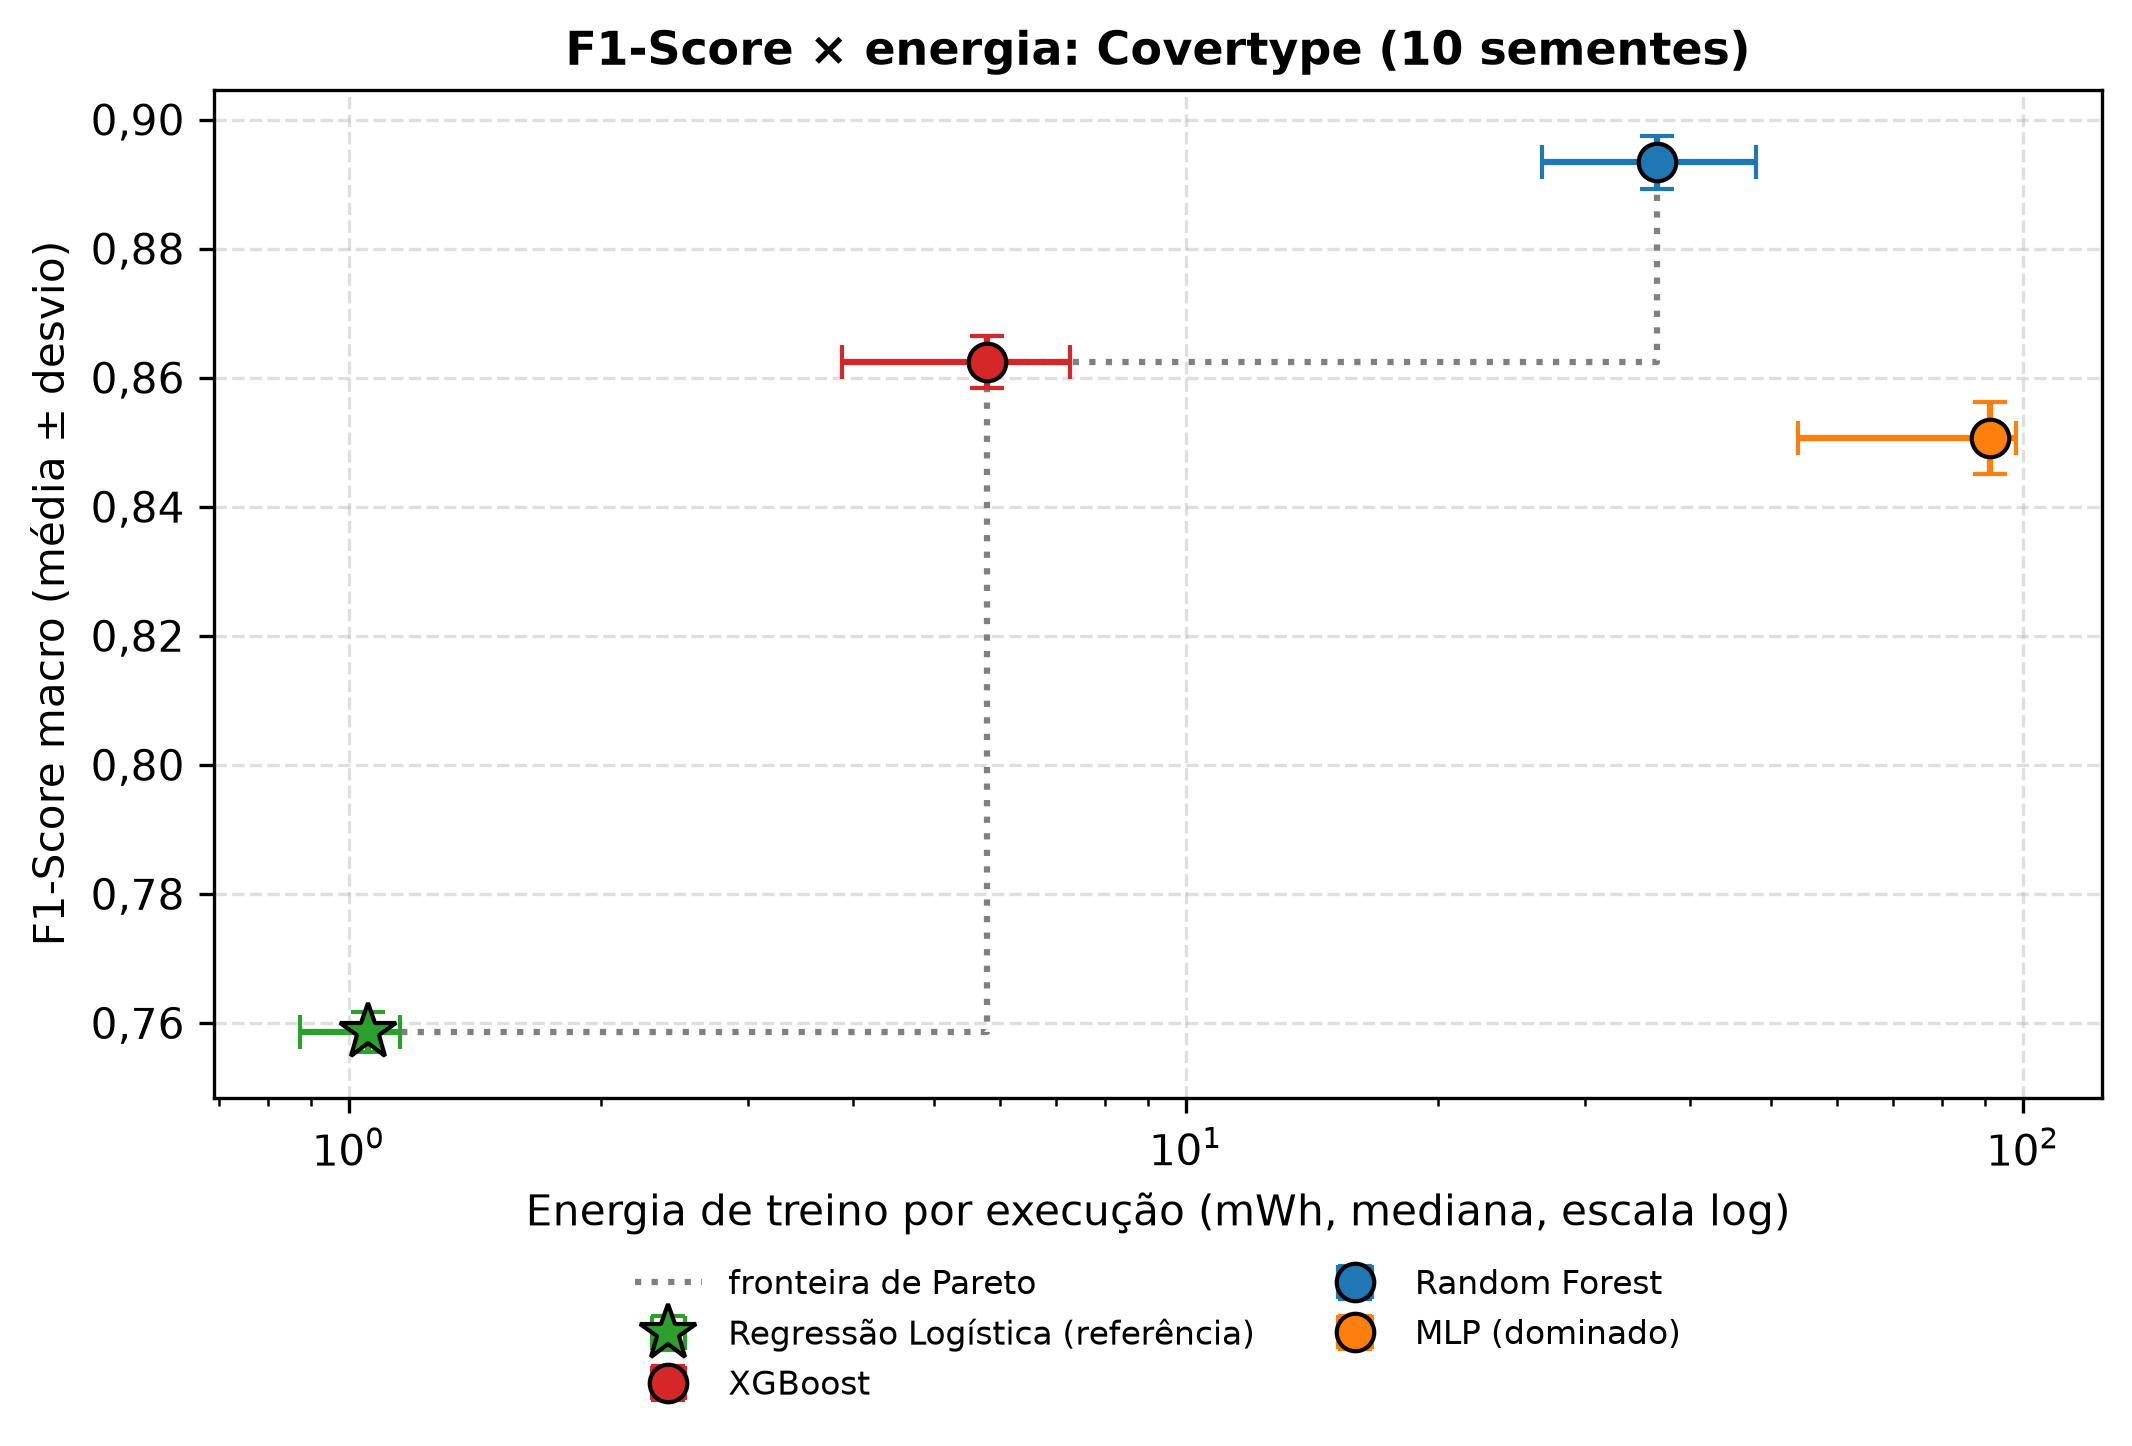 F1-Score × energia: Covertype (10 sementes)
F1-Score macro (média ± desvio)
0,90
0,88
0,86
0,84
0,82
0,80
0,78
0,76
10⁰
10¹
10²
Energia de treino por execução (mWh, mediana, escala log)
fronteira de Pareto
Regressão Logística (referência)
XGBoost
Random Forest
MLP (dominado)